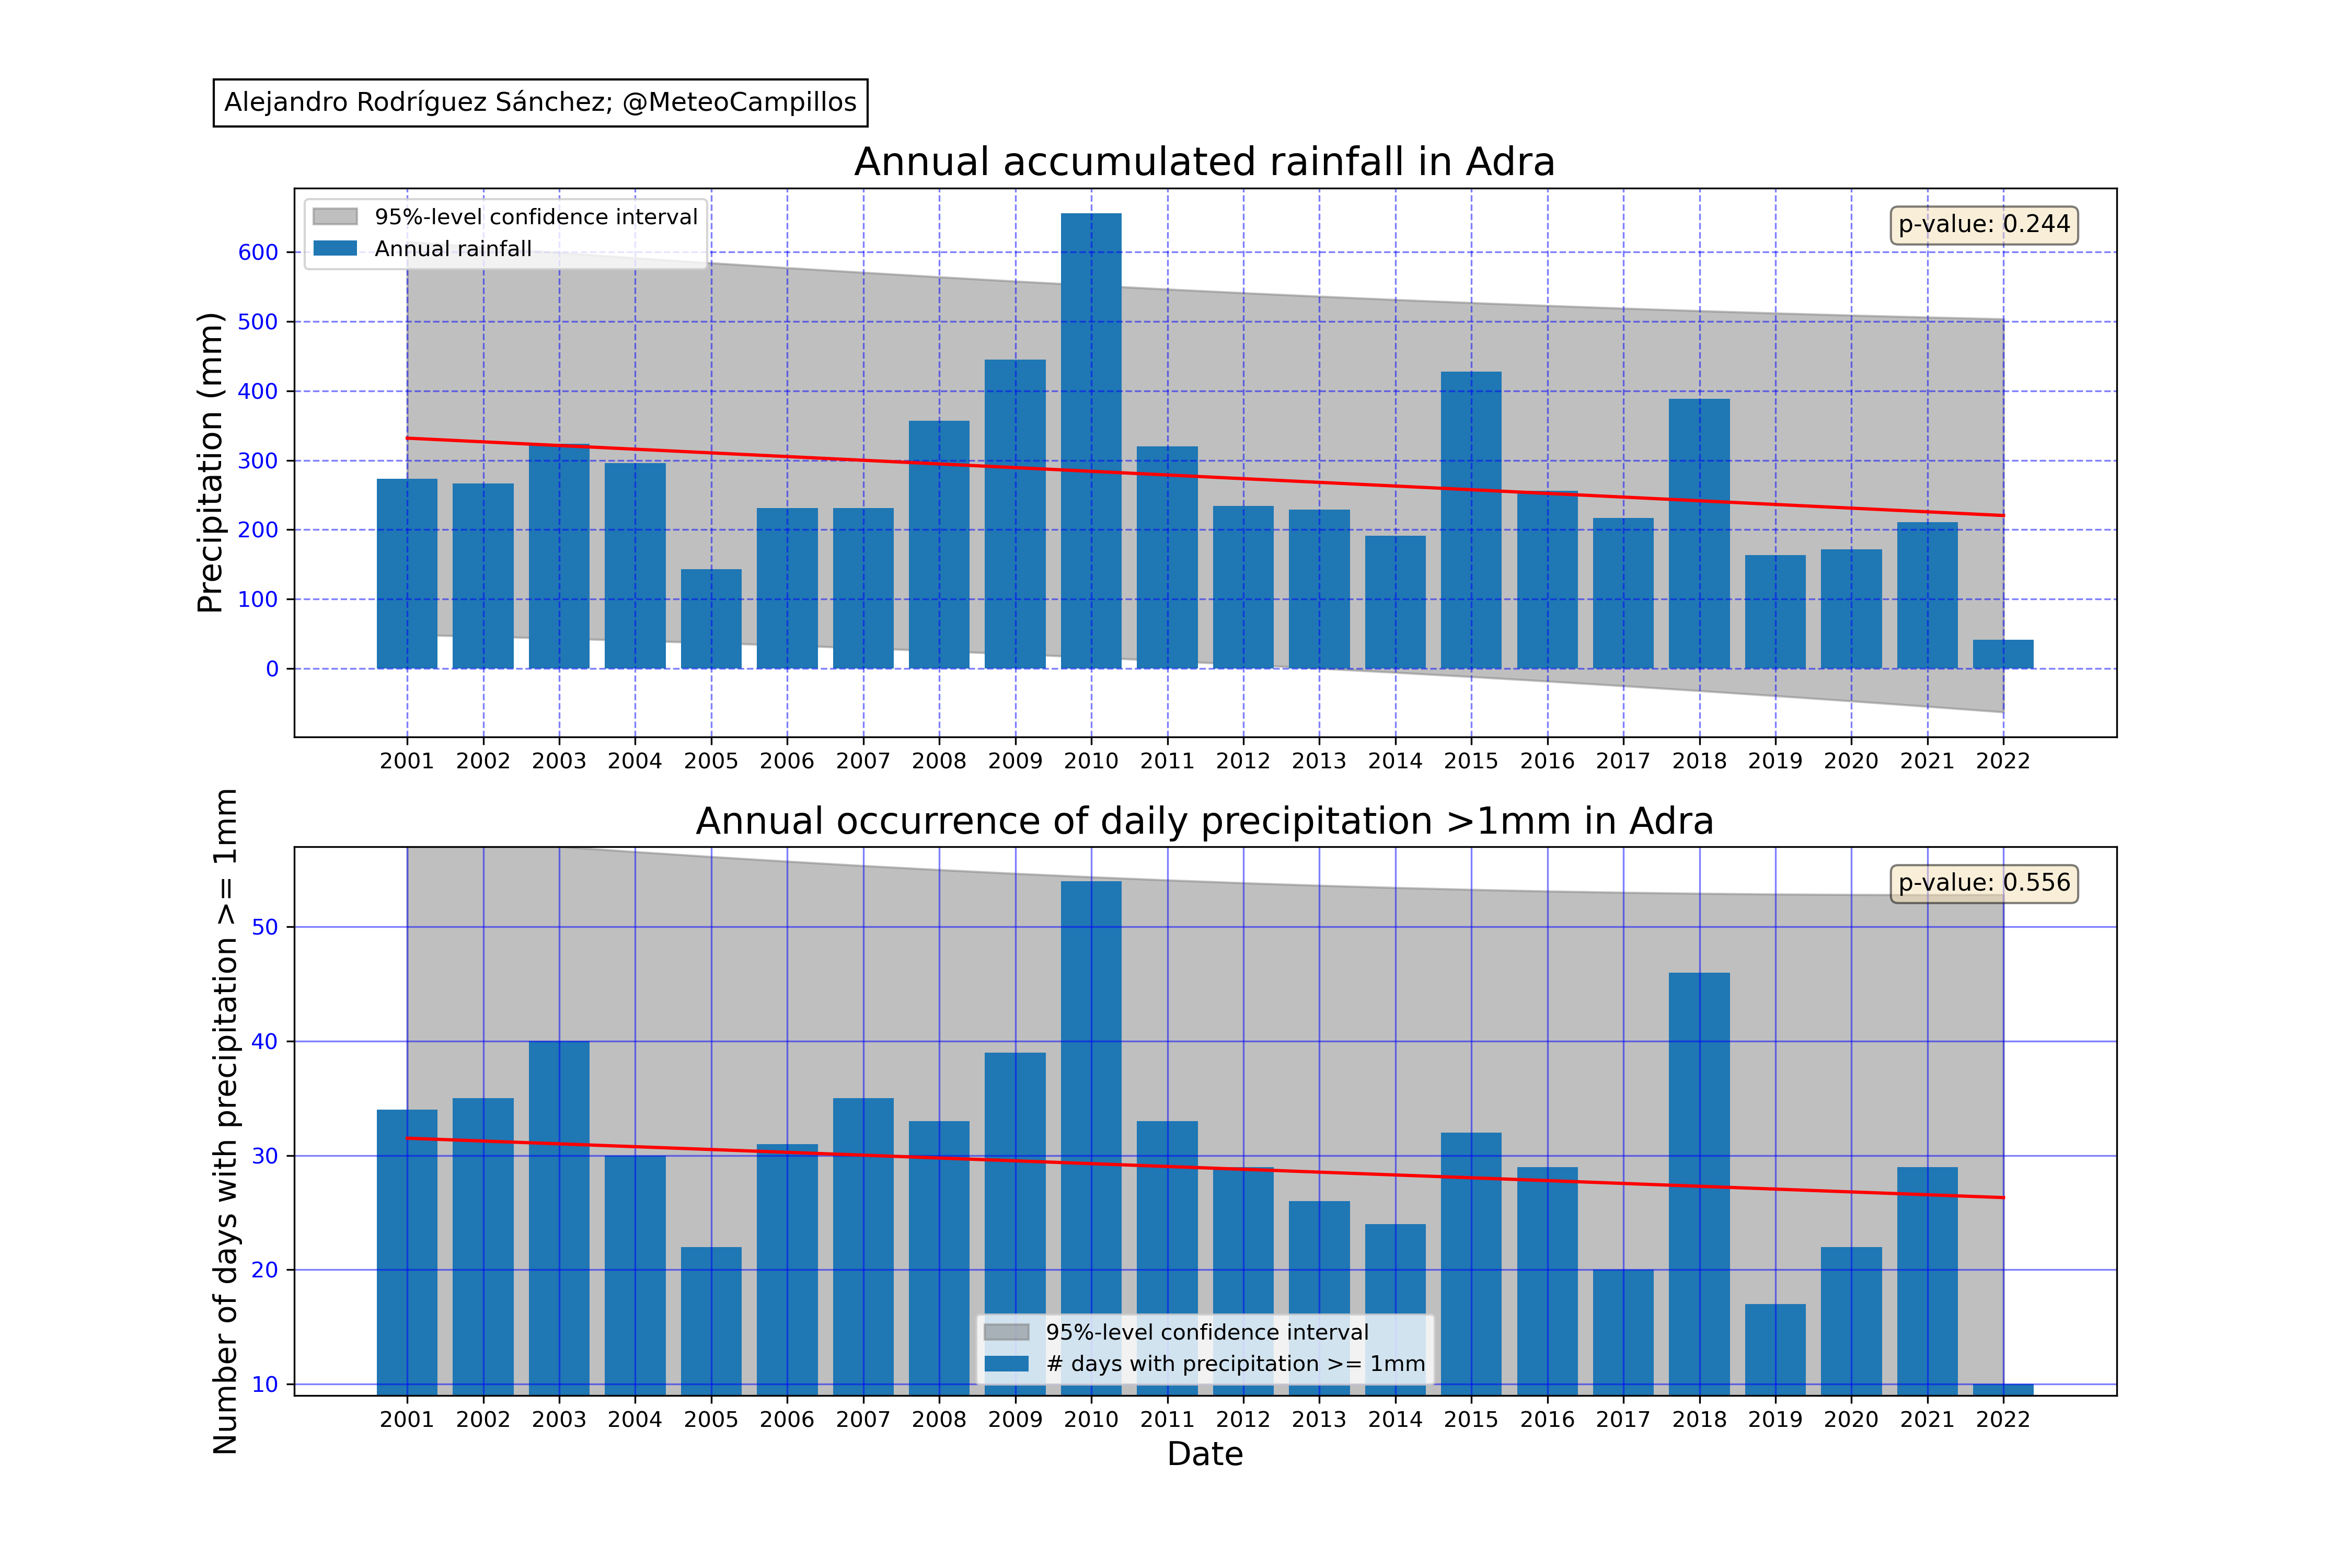 Alejandro Rodríguez Sánchez; @MeteoCampillos
Annual accumulated rainfall in Adra
95%-level confidence interval
Annual rainfall
p-value: 0.244
Precipitation (mm)
600
500
400
300
200
100
0
2001 2002 2003 2004 2005 2006 2007 2008 2009 2010 2011 2012 2013 2014 2015 2016 2017 2018 2019 2020 2021 2022
Annual occurrence of daily precipitation >1mm in Adra
p-value: 0.556
Number of days with precipitation >= 1mm
50
40
30
20
10
95%-level confidence interval
# days with precipitation >= 1mm
2001 2002 2003 2004 2005 2006 2007 2008 2009 2010 2011 2012 2013 2014 2015 2016 2017 2018 2019 2020 2021 2022
Date